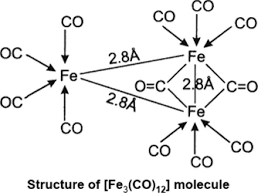 CO CO CO CO
OC Fe 2.8Å Fe
O=C 2.8Å C=O
OC 2.8Å Fe
CO CO CO CO
Structure of [Fe₃(CO)₁₂] molecule